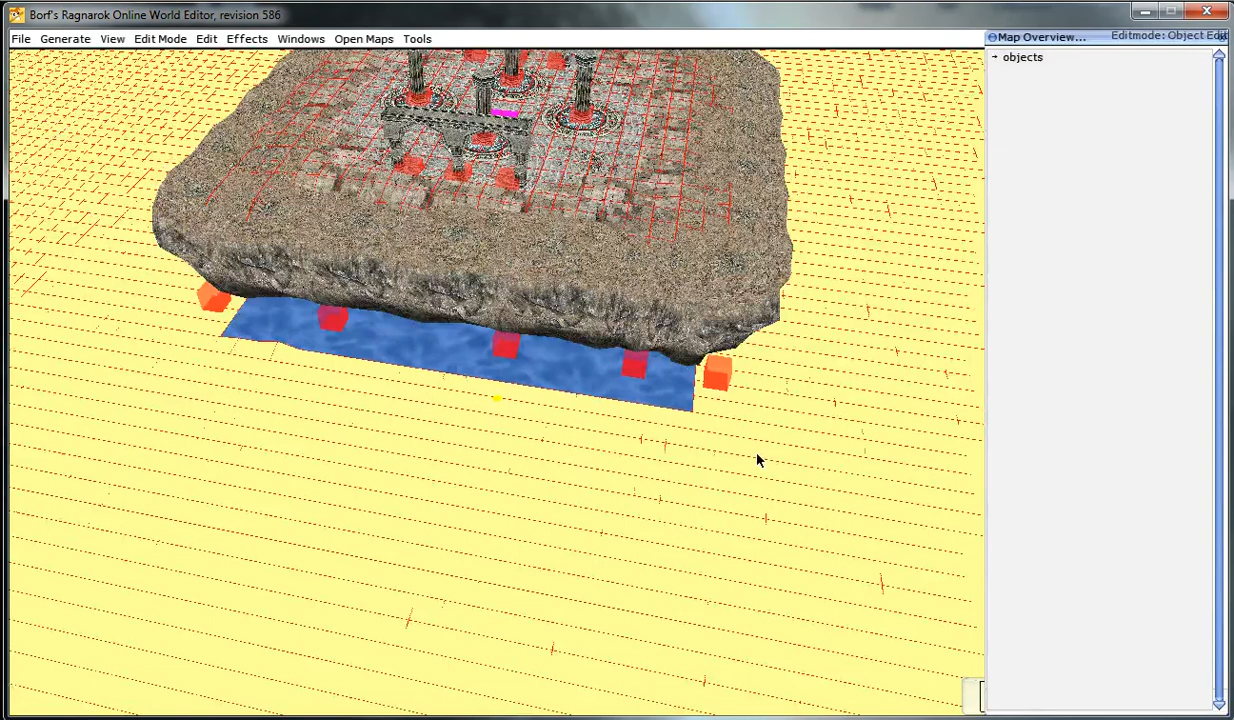 Borf's Ragnarok Online World Editor, revision 586
File Generate View Edit Mode Edit Effects Windows Open Maps Tools
Map Overview... Editmode: Object Edit
objects